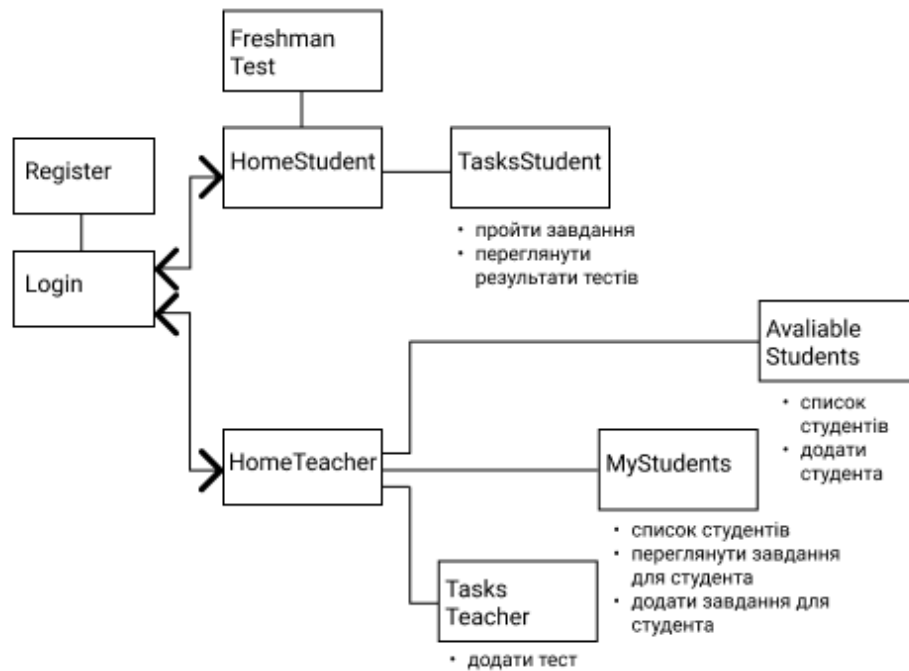 Freshman
Test
HomeStudent
TasksStudent
Register
• пройти завдання
• переглянути
результати тестів
Login
Avaliable
Students
• список
студентів
• додати
студента
HomeTeacher
MyStudents
• список студентів
• переглянути завдання
для студента
• додати завдання для
студента
Tasks
Teacher
• додати тест